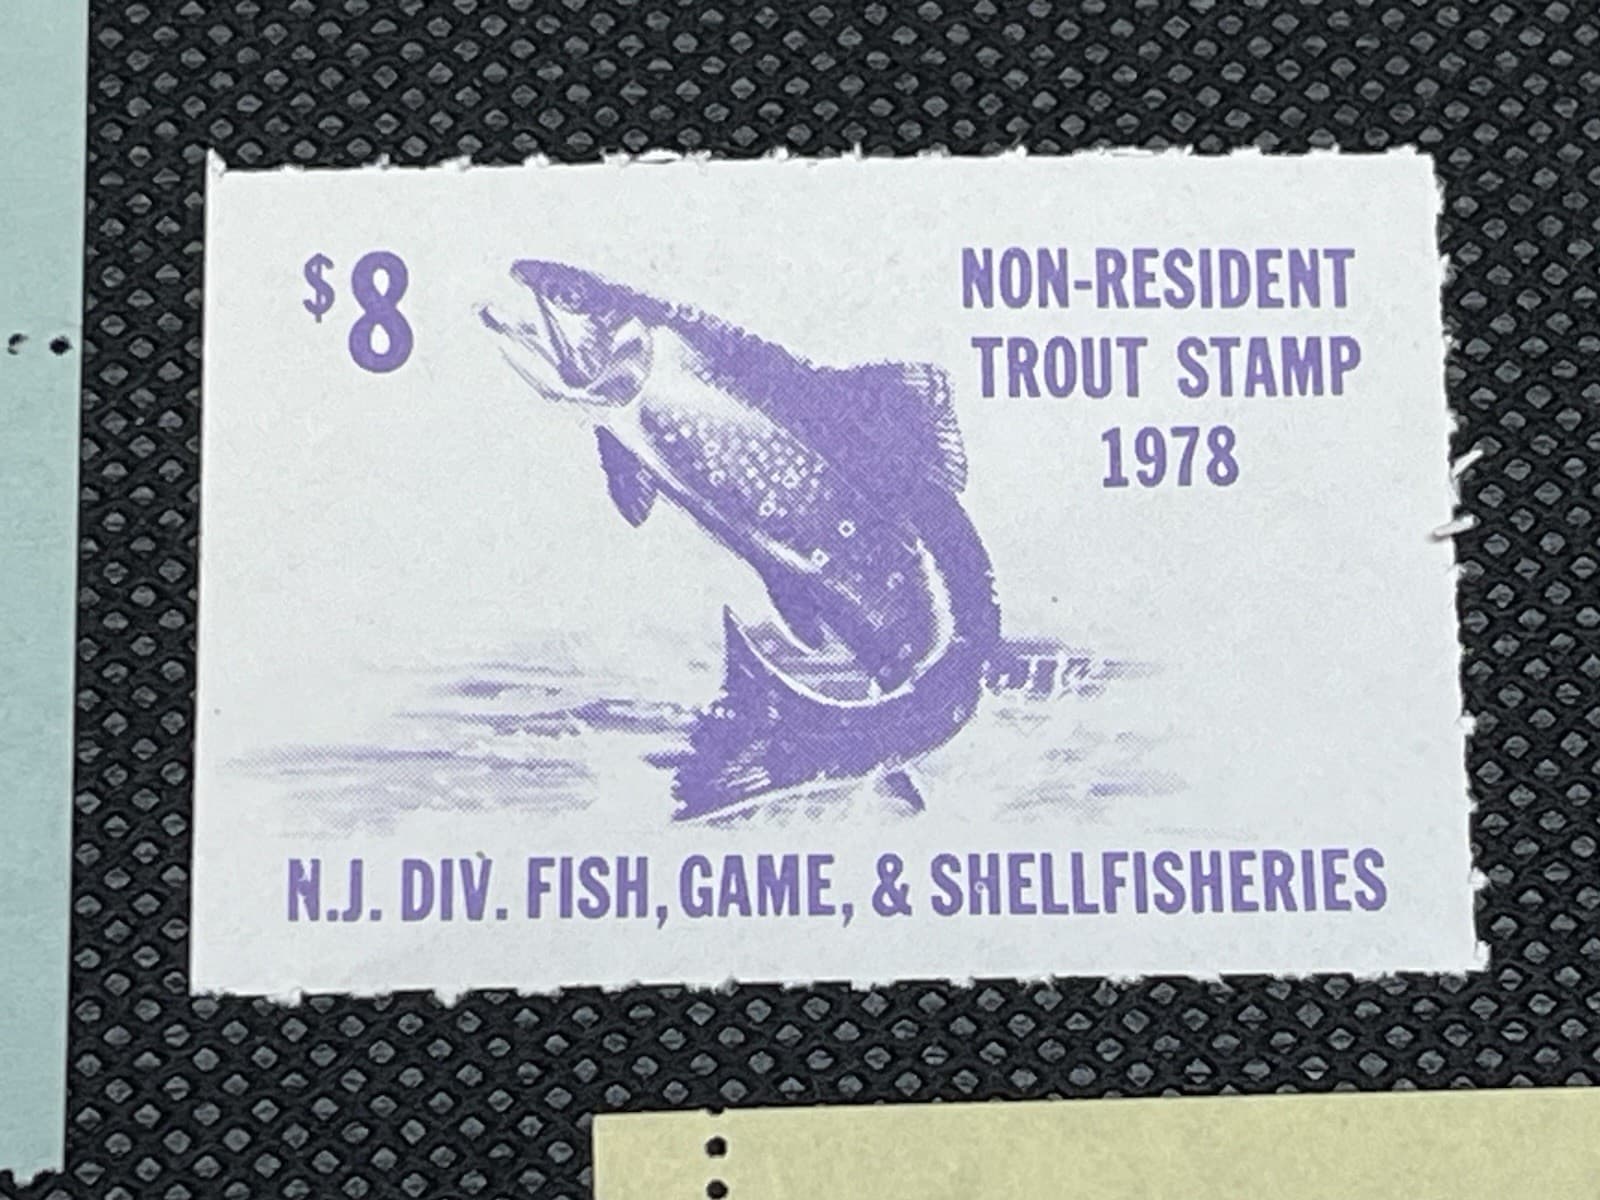 $8
NON-RESIDENT
TROUT STAMP
1978
N.J. DIV. FISH, GAME, & SHELLFISHERIES